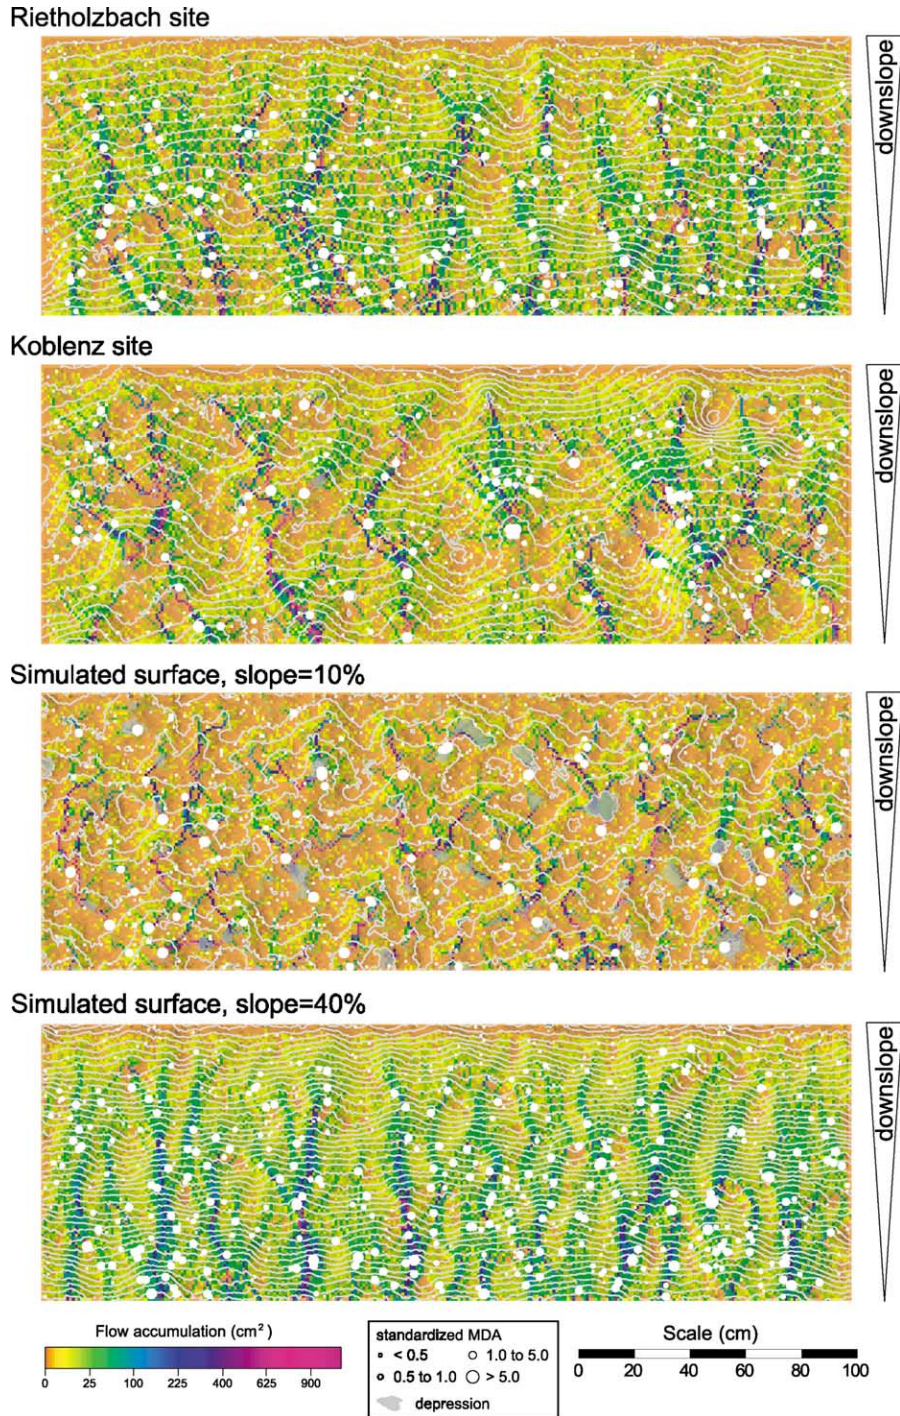 Rietholzbach site
downslope
Koblenz site
downslope
Simulated surface, slope=10%
downslope
Simulated surface, slope=40%
downslope
Flow accumulation (cm²)
0 25 100 225 400 625 900
standardized MDA
< 0.5 1.0 to 5.0
0.5 to 1.0 > 5.0
depression
Scale (cm)
0 20 40 60 80 100